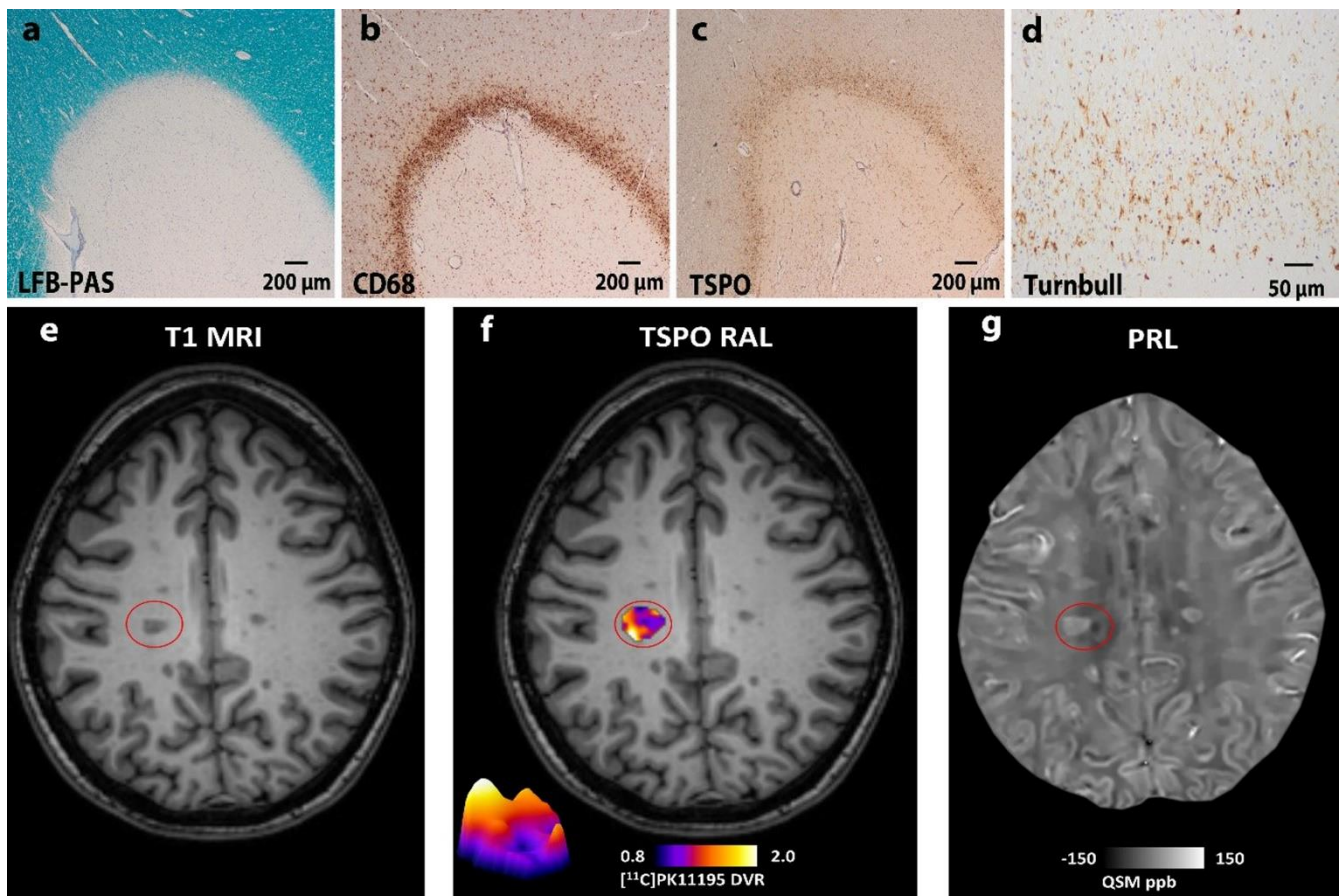 a
b
c
d
LFB-PAS
200 µm
CD68
200 µm
TSPO
200 µm
Turnbull
50 µm
e
T1 MRI
f
TSPO RAL
g
PRL
0.8
2.0
[¹¹C]PK11195 DVR
-150
150
QSM ppb